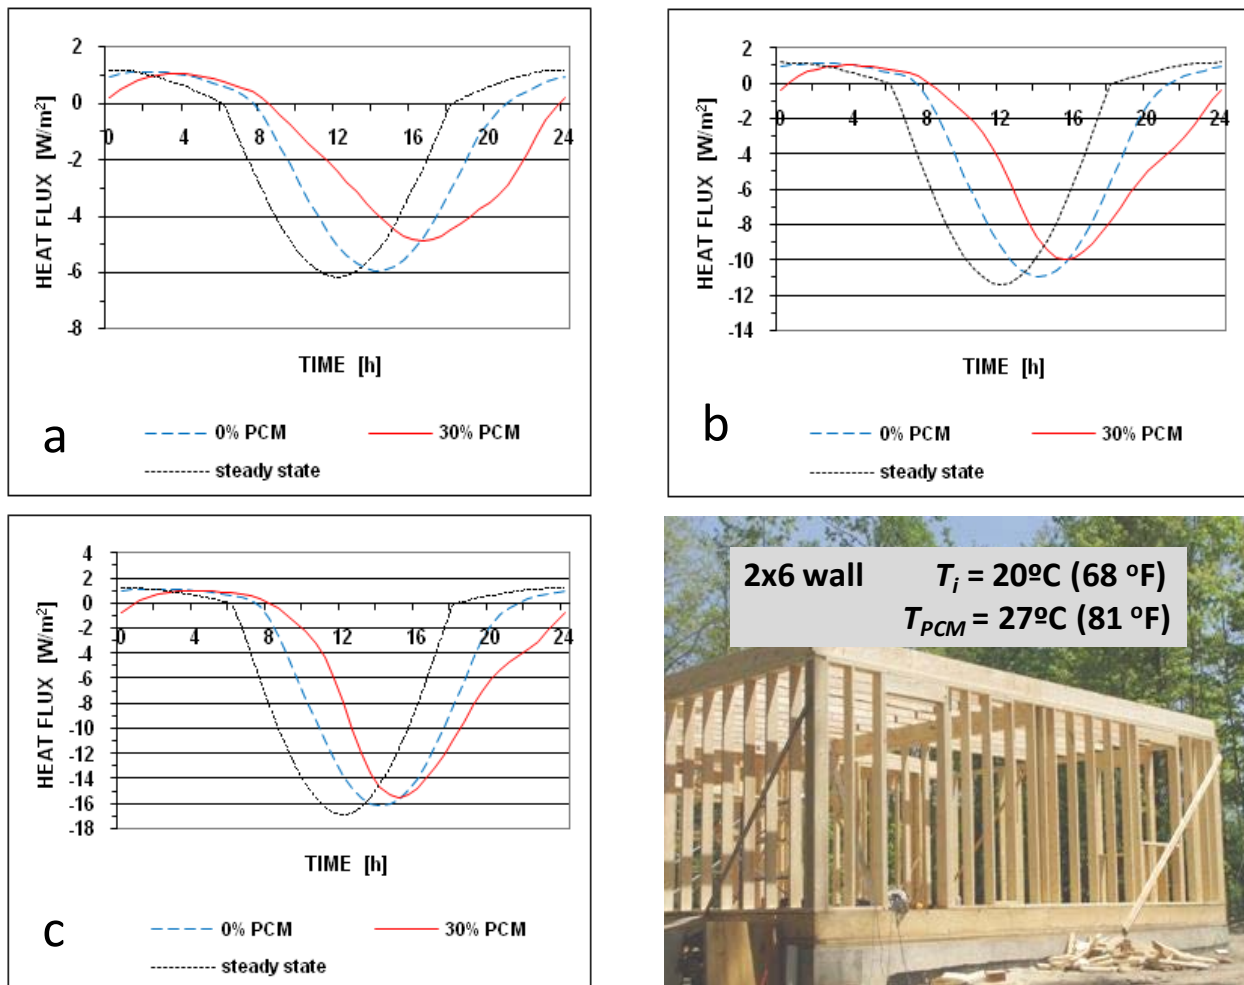 2
0
-2
-4
-6
-8
0 4 8 12 16 20 24
HEAT FLUX [W/m²]
TIME [h]
a
0% PCM 30% PCM
steady state
2
0
-2
-4
-6
-8
-10
-12
-14
0 4 8 12 16 20 24
HEAT FLUX [W/m²]
TIME [h]
b
0% PCM 30% PCM
steady state
4
2
0
-2
-4
-6
-8
-10
-12
-14
-16
-18
0 4 8 12 16 20 24
HEAT FLUX [W/m²]
TIME [h]
c
0% PCM 30% PCM
steady state
2x6 wall Ti = 20ºC (68 ºF)
TPCM = 27ºC (81 ºF)